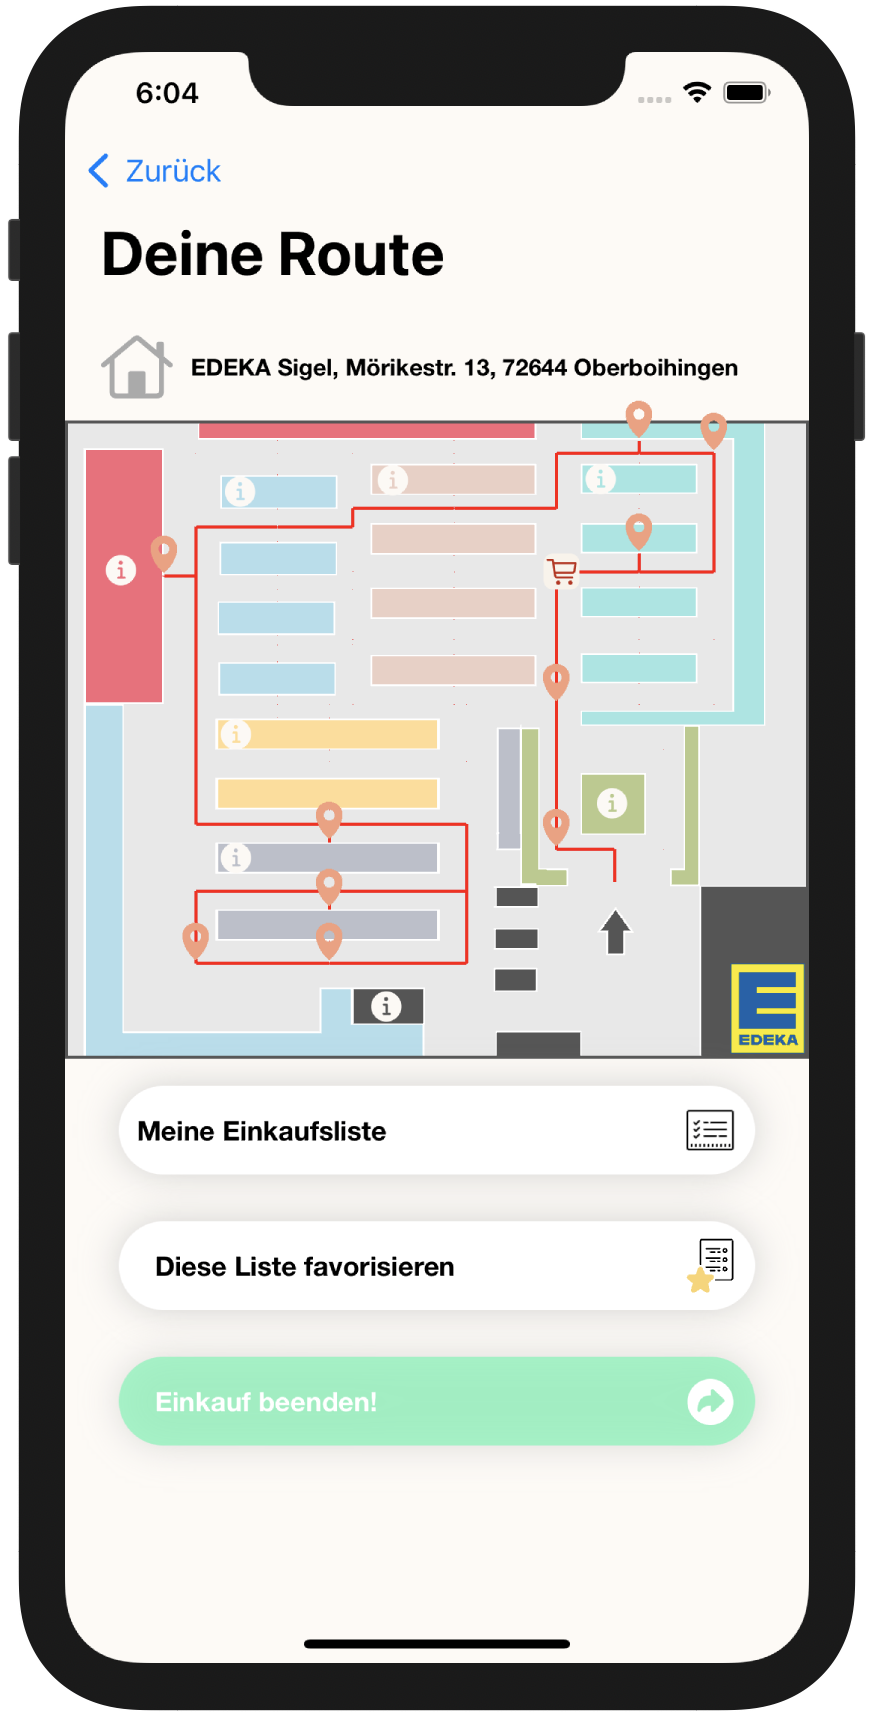 6:04
Zurück
Deine Route
EDEKA Sigel, Mörikestr. 13, 72644 Oberboihingen
i
i
i
i
i
i
i
i
E
EDEKA
Meine Einkaufsliste
Diese Liste favorisieren
Einkauf beenden!